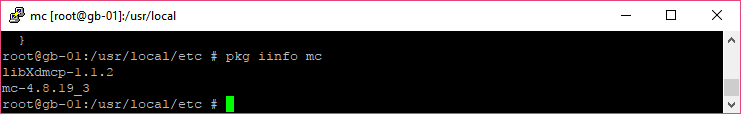 mc [root@gb-01]:/usr/local
}
root@gb-01:/usr/local/etc # pkg iinfo mc
libXdmcp-1.1.2
mc-4.8.19_3
root@gb-01:/usr/local/etc #